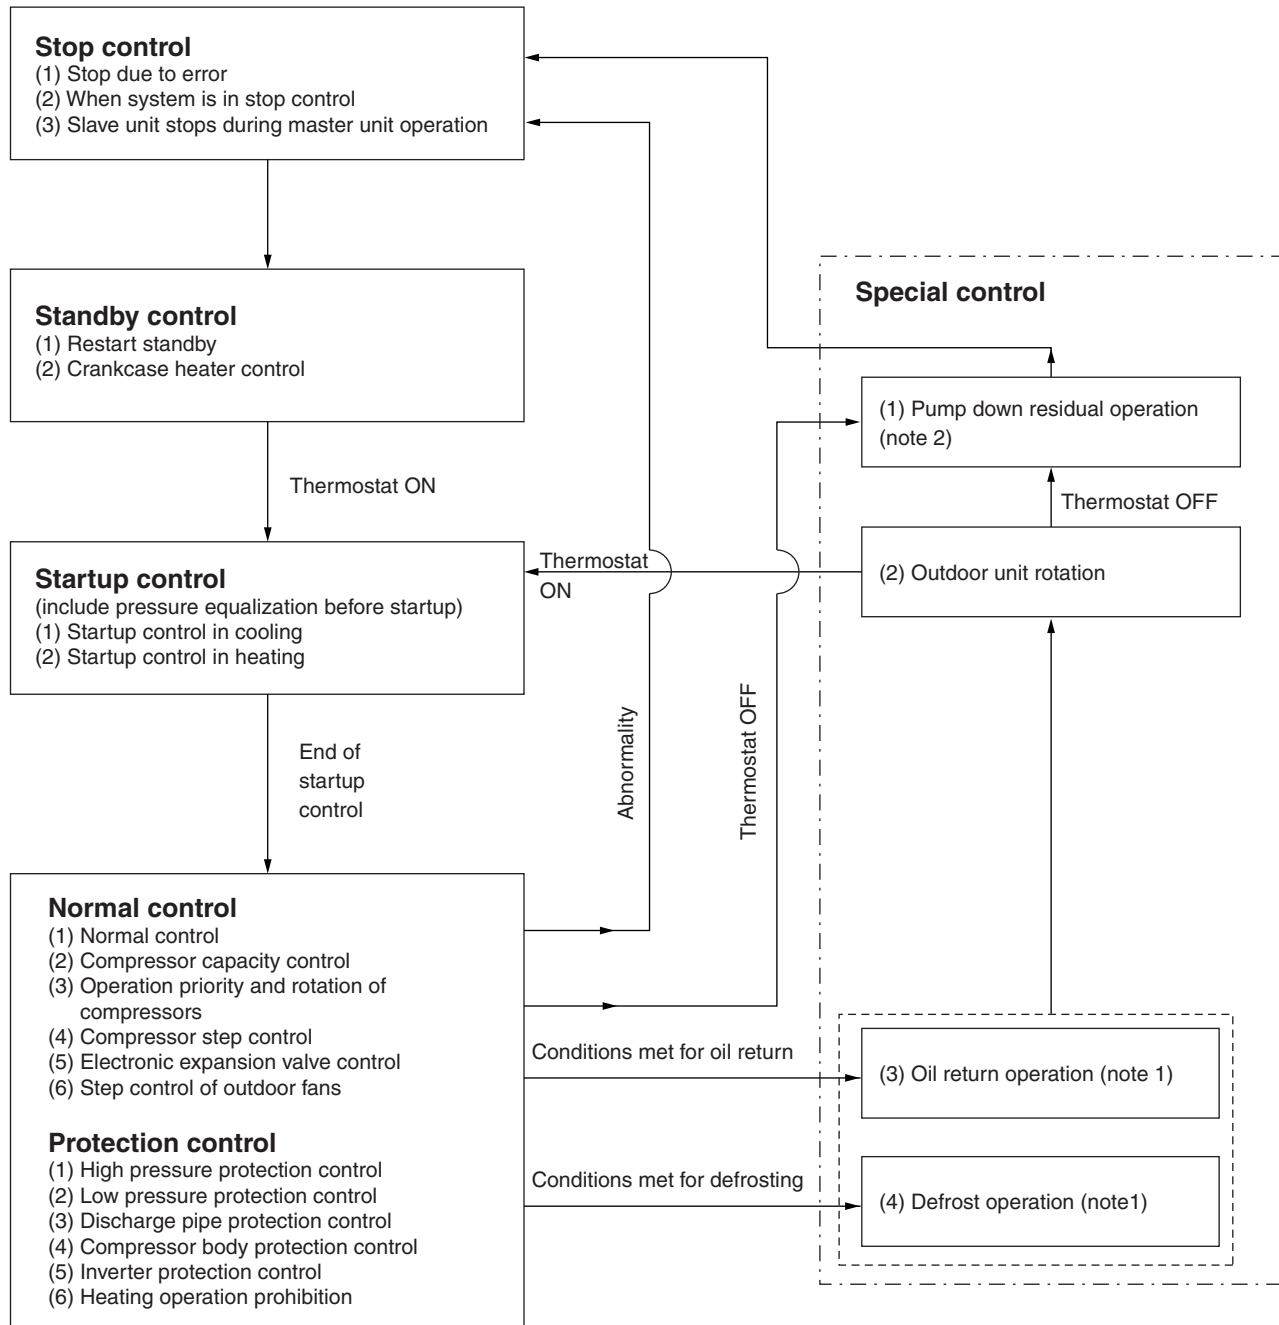 Stop control
(1) Stop due to error
(2) When system is in stop control
(3) Slave unit stops during master unit operation
Standby control
(1) Restart standby
(2) Crankcase heater control
Thermostat ON
Startup control
(include pressure equalization before startup)
(1) Startup control in cooling
(2) Startup control in heating
End of
startup
control
Normal control
(1) Normal control
(2) Compressor capacity control
(3) Operation priority and rotation of
compressors
(4) Compressor step control
(5) Electronic expansion valve control
(6) Step control of outdoor fans
Protection control
(1) High pressure protection control
(2) Low pressure protection control
(3) Discharge pipe protection control
(4) Compressor body protection control
(5) Inverter protection control
(6) Heating operation prohibition
Thermostat
ON
Abnormality
Thermostat OFF
Conditions met for oil return
Conditions met for defrosting
Special control
(1) Pump down residual operation
(note 2)
Thermostat OFF
(2) Outdoor unit rotation
(3) Oil return operation (note 1)
(4) Defrost operation (note1)